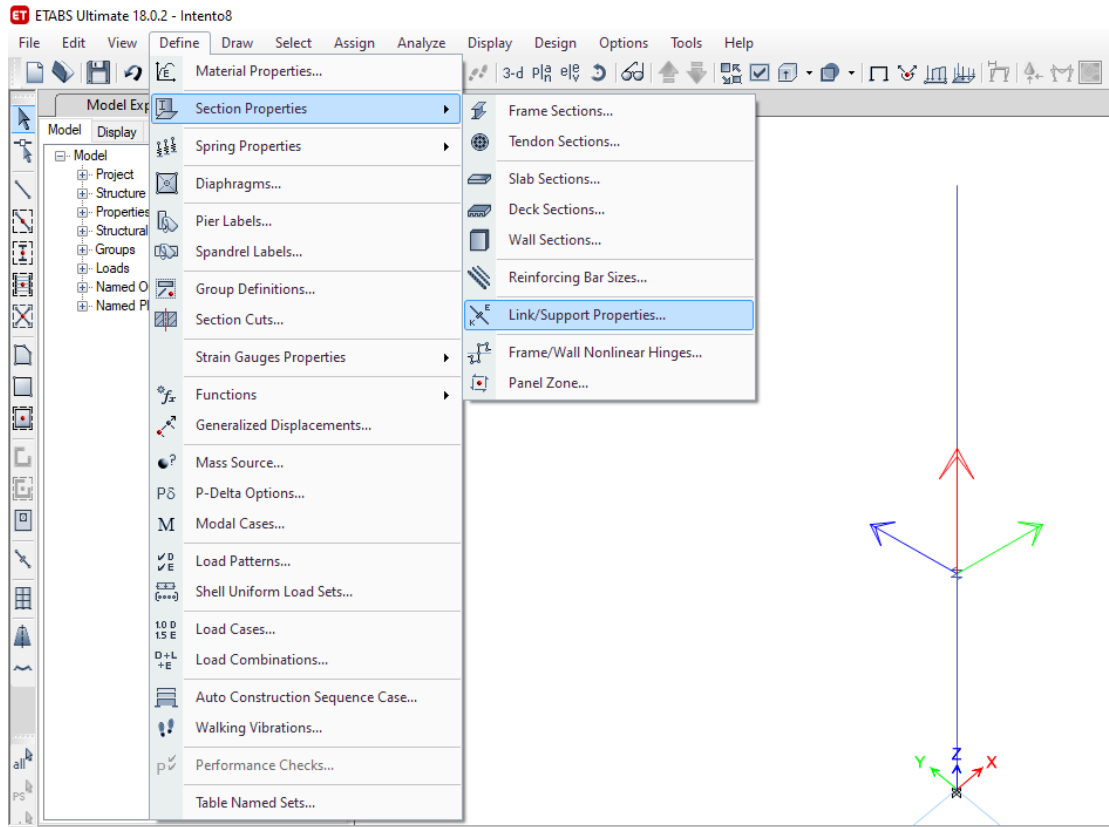 ET ETABS Ultimate 18.0.2 - Intento8
File Edit View Define Draw Select Assign Analyze Display Design Options Tools Help
3-d
Model Exp
Model Display
Model
Project
Structure
Properties
Structural
Groups
Loads
Named O
Named Pl
Material Properties...
Section Properties
Spring Properties
Diaphragms...
Pier Labels...
Spandrel Labels...
Group Definitions...
Section Cuts...
Strain Gauges Properties
fx Functions
Generalized Displacements...
? Mass Source...
Pδ P-Delta Options...
M Modal Cases...
D E Load Patterns...
Shell Uniform Load Sets...
1.0 D 1.5 E Load Cases...
D+L +E Load Combinations...
Auto Construction Sequence Case...
Walking Vibrations...
P Performance Checks...
Table Named Sets...
Frame Sections...
Tendon Sections...
Slab Sections...
Deck Sections...
Wall Sections...
Reinforcing Bar Sizes...
K E Link/Support Properties...
Frame/Wall Nonlinear Hinges...
Panel Zone...
Y Z X
all
PS